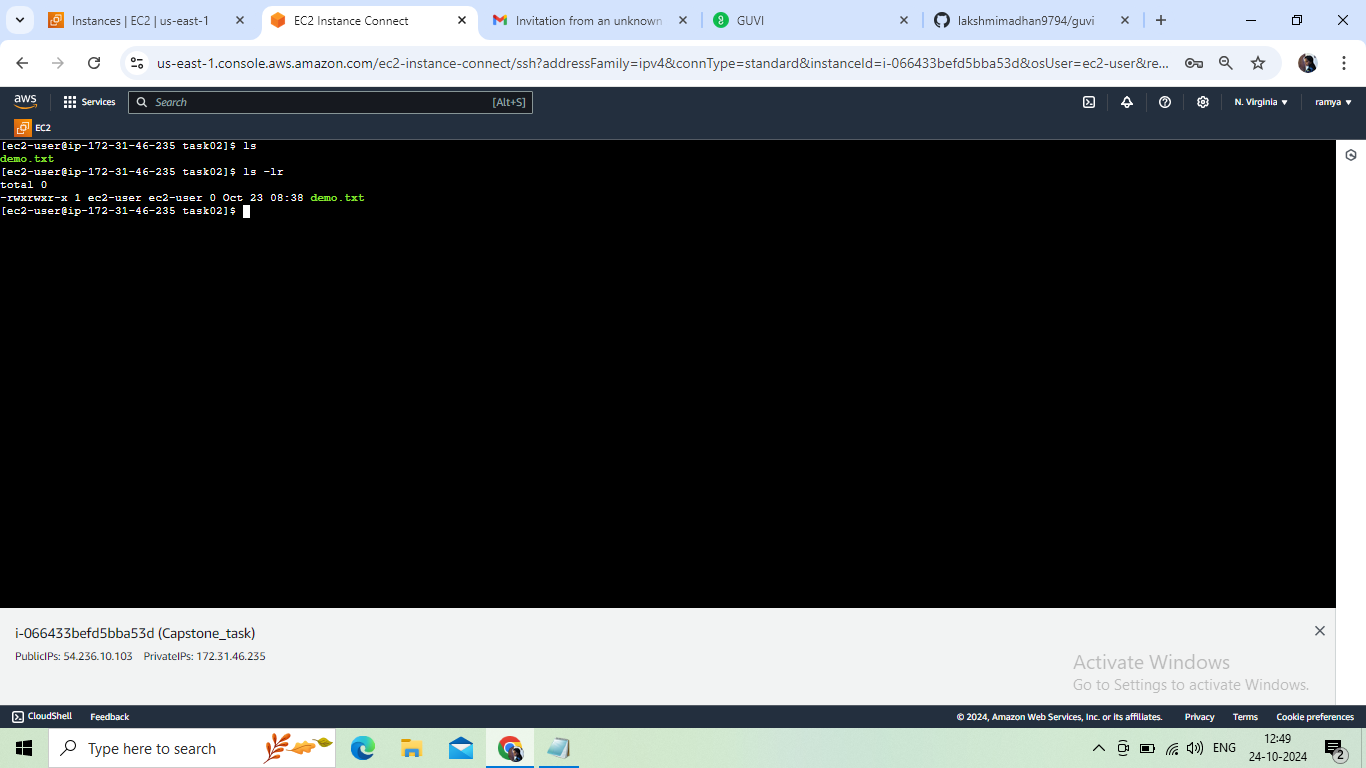 Instances | EC2 | us-east-1
EC2 Instance Connect
Invitation from an unknown
GUVI
lakshmimadhan9794/guvi
us-east-1.console.aws.amazon.com/ec2-instance-connect/ssh?addressFamily=ipv4&connType=standard&instanceId=i-066433befd5bba53d&osUser=ec2-user&re...
aws
Services
Search
[Alt+S]
N. Virginia
ramya
EC2
[ec2-user@ip-172-31-46-235 task02]$ ls
demo.txt
[ec2-user@ip-172-31-46-235 task02]$ ls -lr
total 0
-rwxrwxr-x 1 ec2-user ec2-user 0 Oct 23 08:38 demo.txt
[ec2-user@ip-172-31-46-235 task02]$
i-066433befd5bba53d (Capstone_task)
PublicIPs: 54.236.10.103 PrivateIPs: 172.31.46.235
Activate Windows
Go to Settings to activate Windows.
CloudShell
Feedback
© 2024, Amazon Web Services, Inc. or its affiliates.
Privacy
Terms
Cookie preferences
Type here to search
ENG
12:49
24-10-2024
2